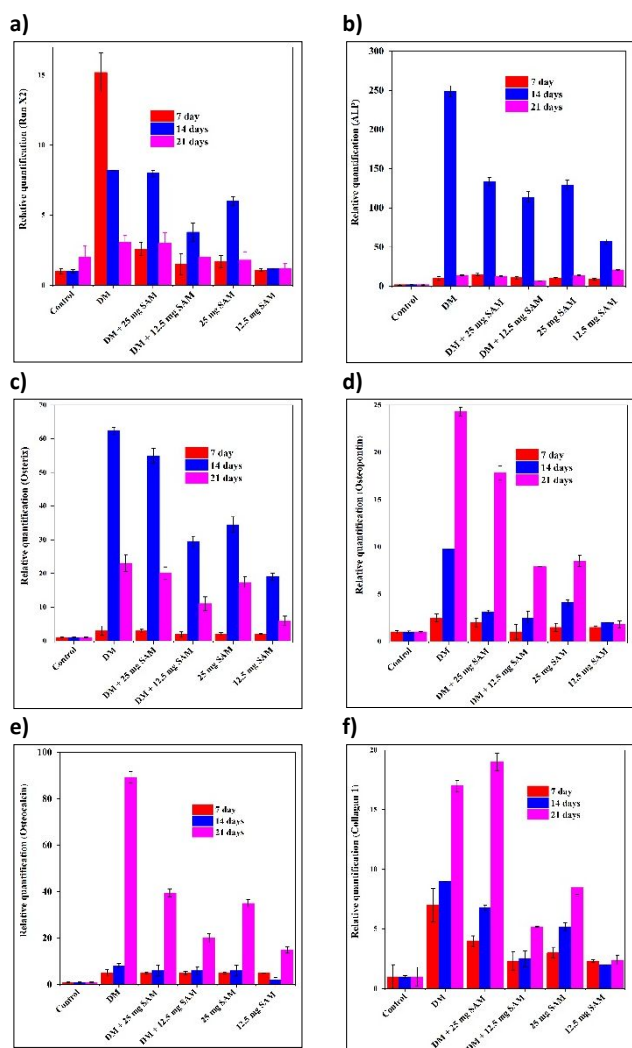 a)
Relative quantification (Run X2)
15
10
5
0
7 day
14 days
21 days
Control
DM
DM + 25 mg SAM
DM + 12.5 mg SAM
25 mg SAM
12.5 mg SAM
b)
Relative quantification (ALP)
300
250
200
150
100
50
0
7 day
14 days
21 days
Control
DM
DM + 25 mg SAM
DM + 12.5 mg SAM
25 mg SAM
12.5 mg SAM
c)
Relative quantification (Osterix)
70
60
50
40
30
20
10
0
7 day
14 days
21 days
Control
DM
DM + 25 mg SAM
DM + 12.5 mg SAM
25 mg SAM
12.5 mg SAM
d)
Relative quantification (Osteopontin)
25
20
15
10
5
0
7 day
14 days
21 days
Control
DM
DM + 25 mg SAM
DM + 12.5 mg SAM
25 mg SAM
12.5 mg SAM
e)
Relative quantification (Osteocalcin)
100
80
60
40
20
0
7 day
14 days
21 days
Control
DM
DM + 25 mg SAM
DM + 12.5 mg SAM
25 mg SAM
12.5 mg SAM
f)
Relative quantification (Collagan 1)
20
15
10
5
0
7 day
14 days
21 days
Control
DM
DM + 25 mg SAM
DM + 12.5 mg SAM
25 mg SAM
12.5 mg SAM